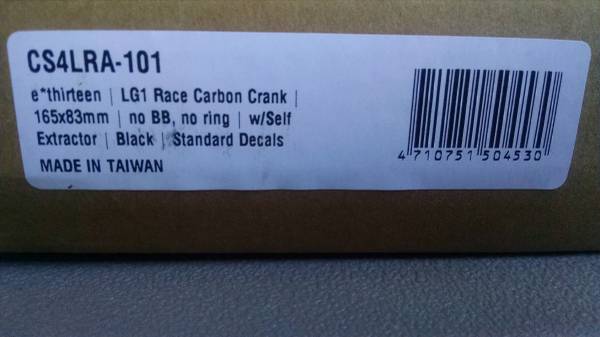 CS4LRA-101
e*thirteen | LG1 Race Carbon Crank |
165x83mm | no BB, no ring | w/Self
Extractor | Black | Standard Decals
MADE IN TAIWAN
4 710751 504530